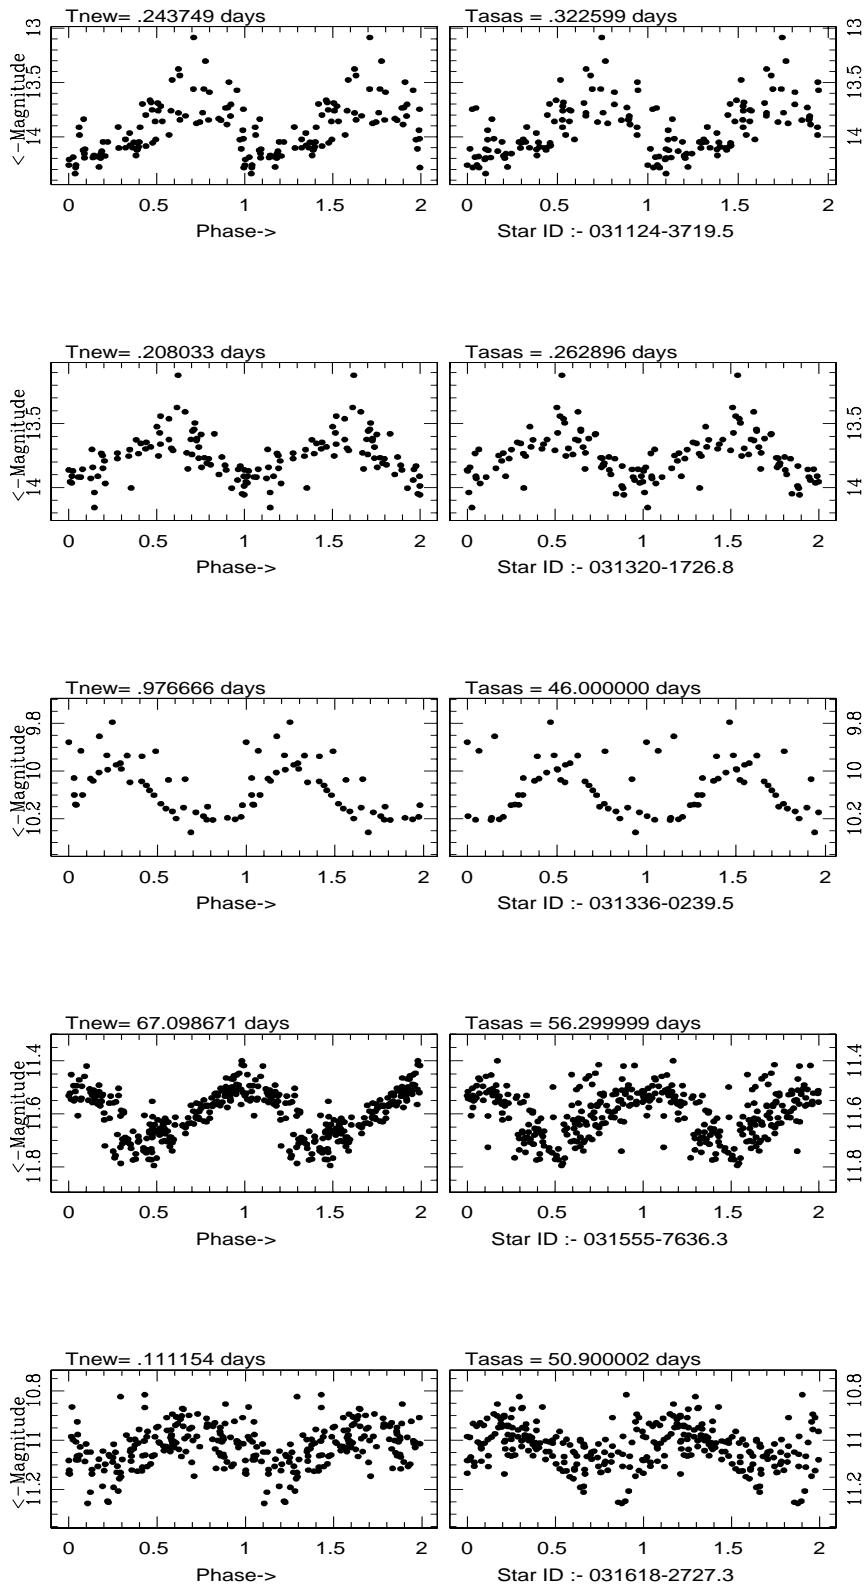 Tnew= .243749 days Tasas = .322599 days
<-Magnitude
13 13.5 14
13 13.5 14
0 0.5 1 1.5 2 0 0.5 1 1.5 2
Phase-> Star ID :- 031124-3719.5
Tnew= .208033 days Tasas = .262896 days
<-Magnitude
13.5 14
13.5 14
0 0.5 1 1.5 2 0 0.5 1 1.5 2
Phase-> Star ID :- 031320-1726.8
Tnew= .976666 days Tasas = 46.000000 days
<-Magnitude
9.8 10 10.2
9.8 10 10.2
0 0.5 1 1.5 2 0 0.5 1 1.5 2
Phase-> Star ID :- 031336-0239.5
Tnew= 67.098671 days Tasas = 56.299999 days
<-Magnitude
11.4 11.6 11.8
11.4 11.6 11.8
0 0.5 1 1.5 2 0 0.5 1 1.5 2
Phase-> Star ID :- 031555-7636.3
Tnew= .111154 days Tasas = 50.900002 days
<-Magnitude
10.8 11 11.2
10.8 11 11.2
0 0.5 1 1.5 2 0 0.5 1 1.5 2
Phase-> Star ID :- 031618-2727.3